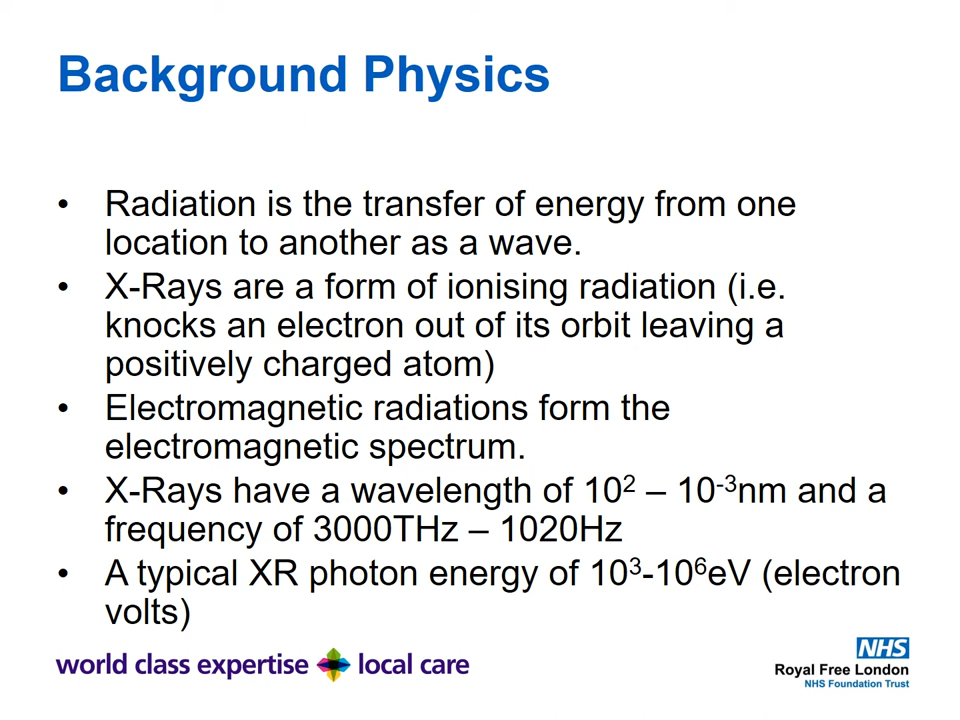 Background Physics
• Radiation is the transfer of energy from one
location to another as a wave.
• X-Rays are a form of ionising radiation (i.e.
knocks an electron out of its orbit leaving a
positively charged atom)
• Electromagnetic radiations form the
electromagnetic spectrum.
• X-Rays have a wavelength of 10² – 10⁻³nm and a
frequency of 3000THz – 1020Hz
• A typical XR photon energy of 10³-10⁶eV (electron
volts)
world class expertise local care
NHS
Royal Free London
NHS Foundation Trust